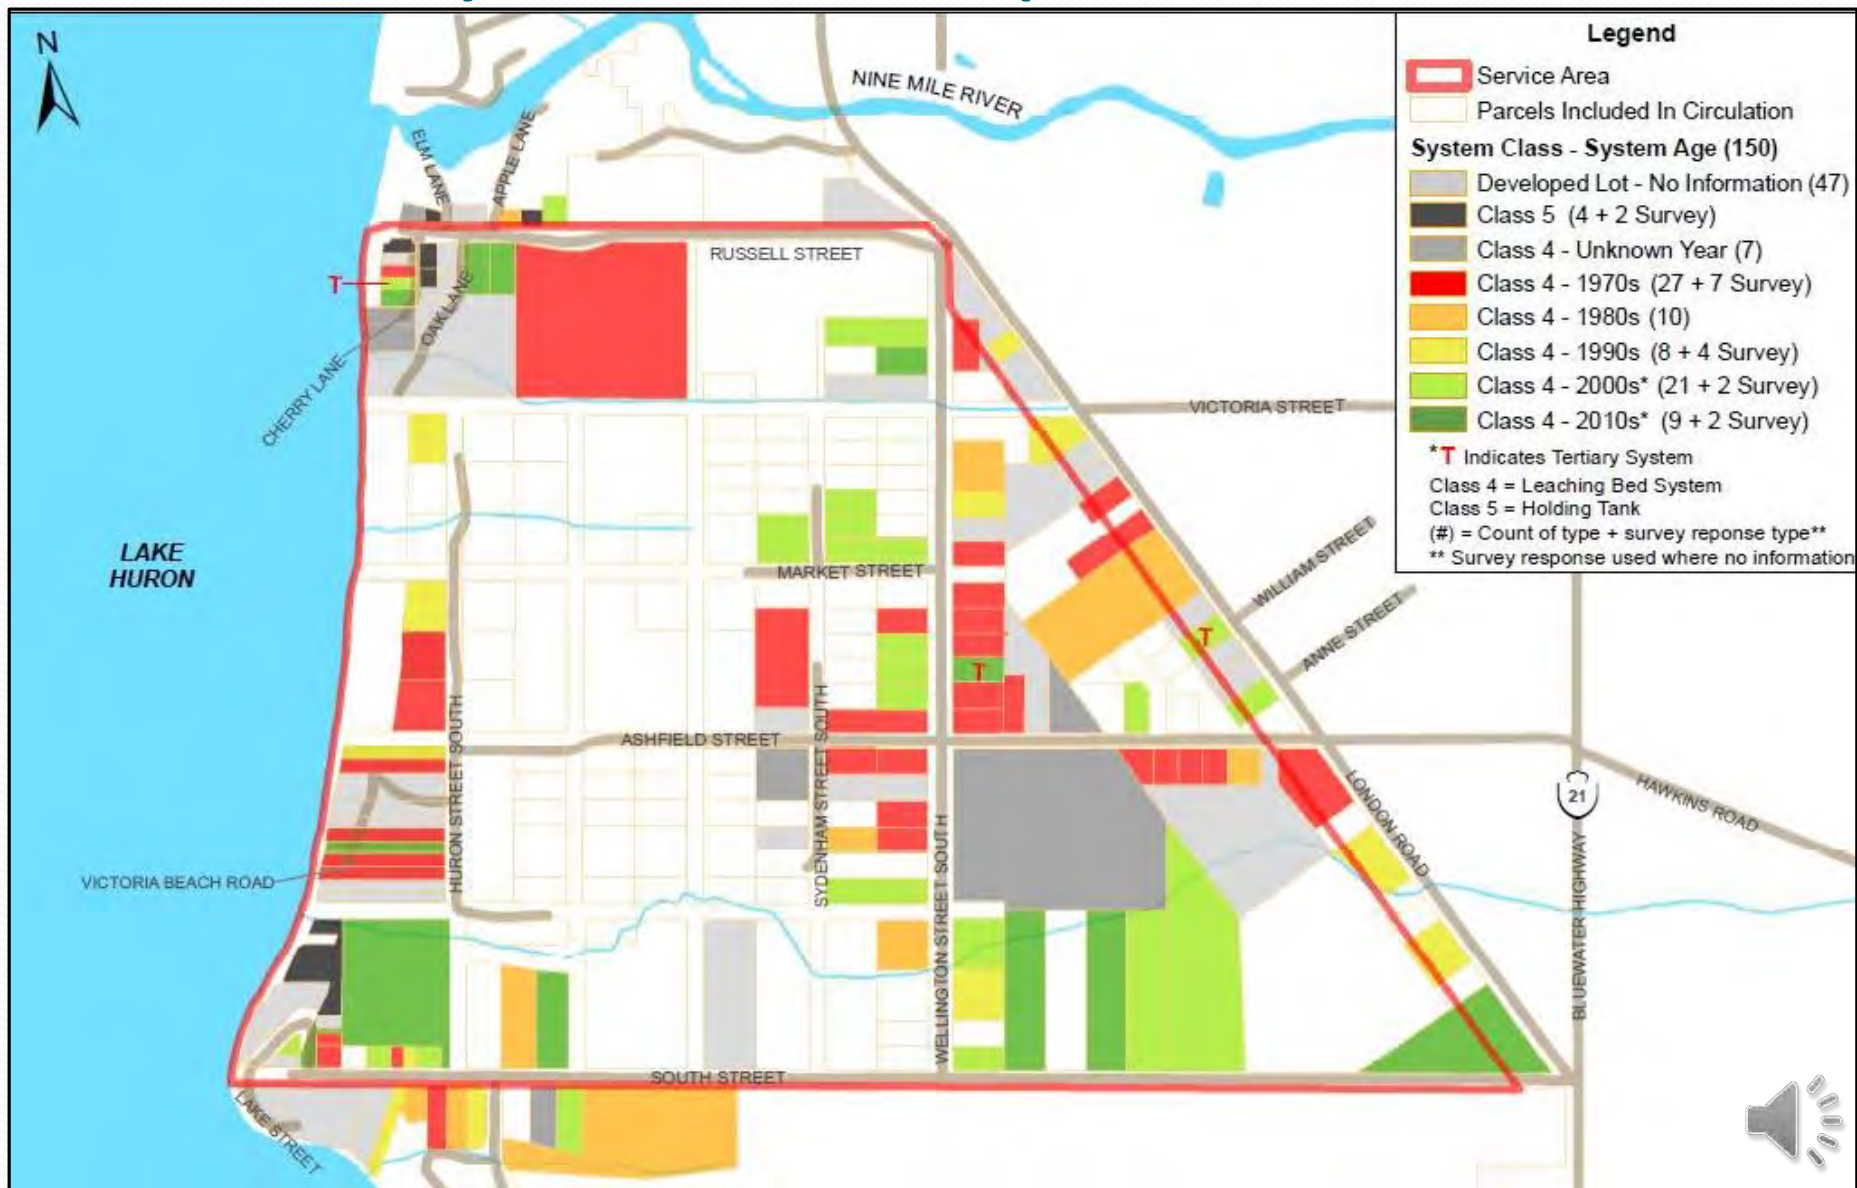 N
NINE MILE RIVER
ELM LANE
APPLE LANE
RUSSELL STREET
T
OAK LANE
CHERRY LANE
VICTORIA STREET
LAKE
HURON
MARKET STREET
WILLIAM STREET
ANNE STREET
T
T
HURON STREET SOUTH
SYDENHAM STREET SOUTH
WELLINGTON STREET SOUTH
ASHFIELD STREET
LONDON ROAD
21
HAWKINS ROAD
VICTORIA BEACH ROAD
BLUEWATER HIGHWAY
SOUTH STREET
LAKE STREET
Legend
Service Area
Parcels Included In Circulation
System Class - System Age (150)
Developed Lot - No Information (47)
Class 5 (4 + 2 Survey)
Class 4 - Unknown Year (7)
Class 4 - 1970s (27 + 7 Survey)
Class 4 - 1980s (10)
Class 4 - 1990s (8 + 4 Survey)
Class 4 - 2000s* (21 + 2 Survey)
Class 4 - 2010s* (9 + 2 Survey)
*T Indicates Tertiary System
Class 4 = Leaching Bed System
Class 5 = Holding Tank
(#) = Count of type + survey reponse type**
** Survey response used where no information